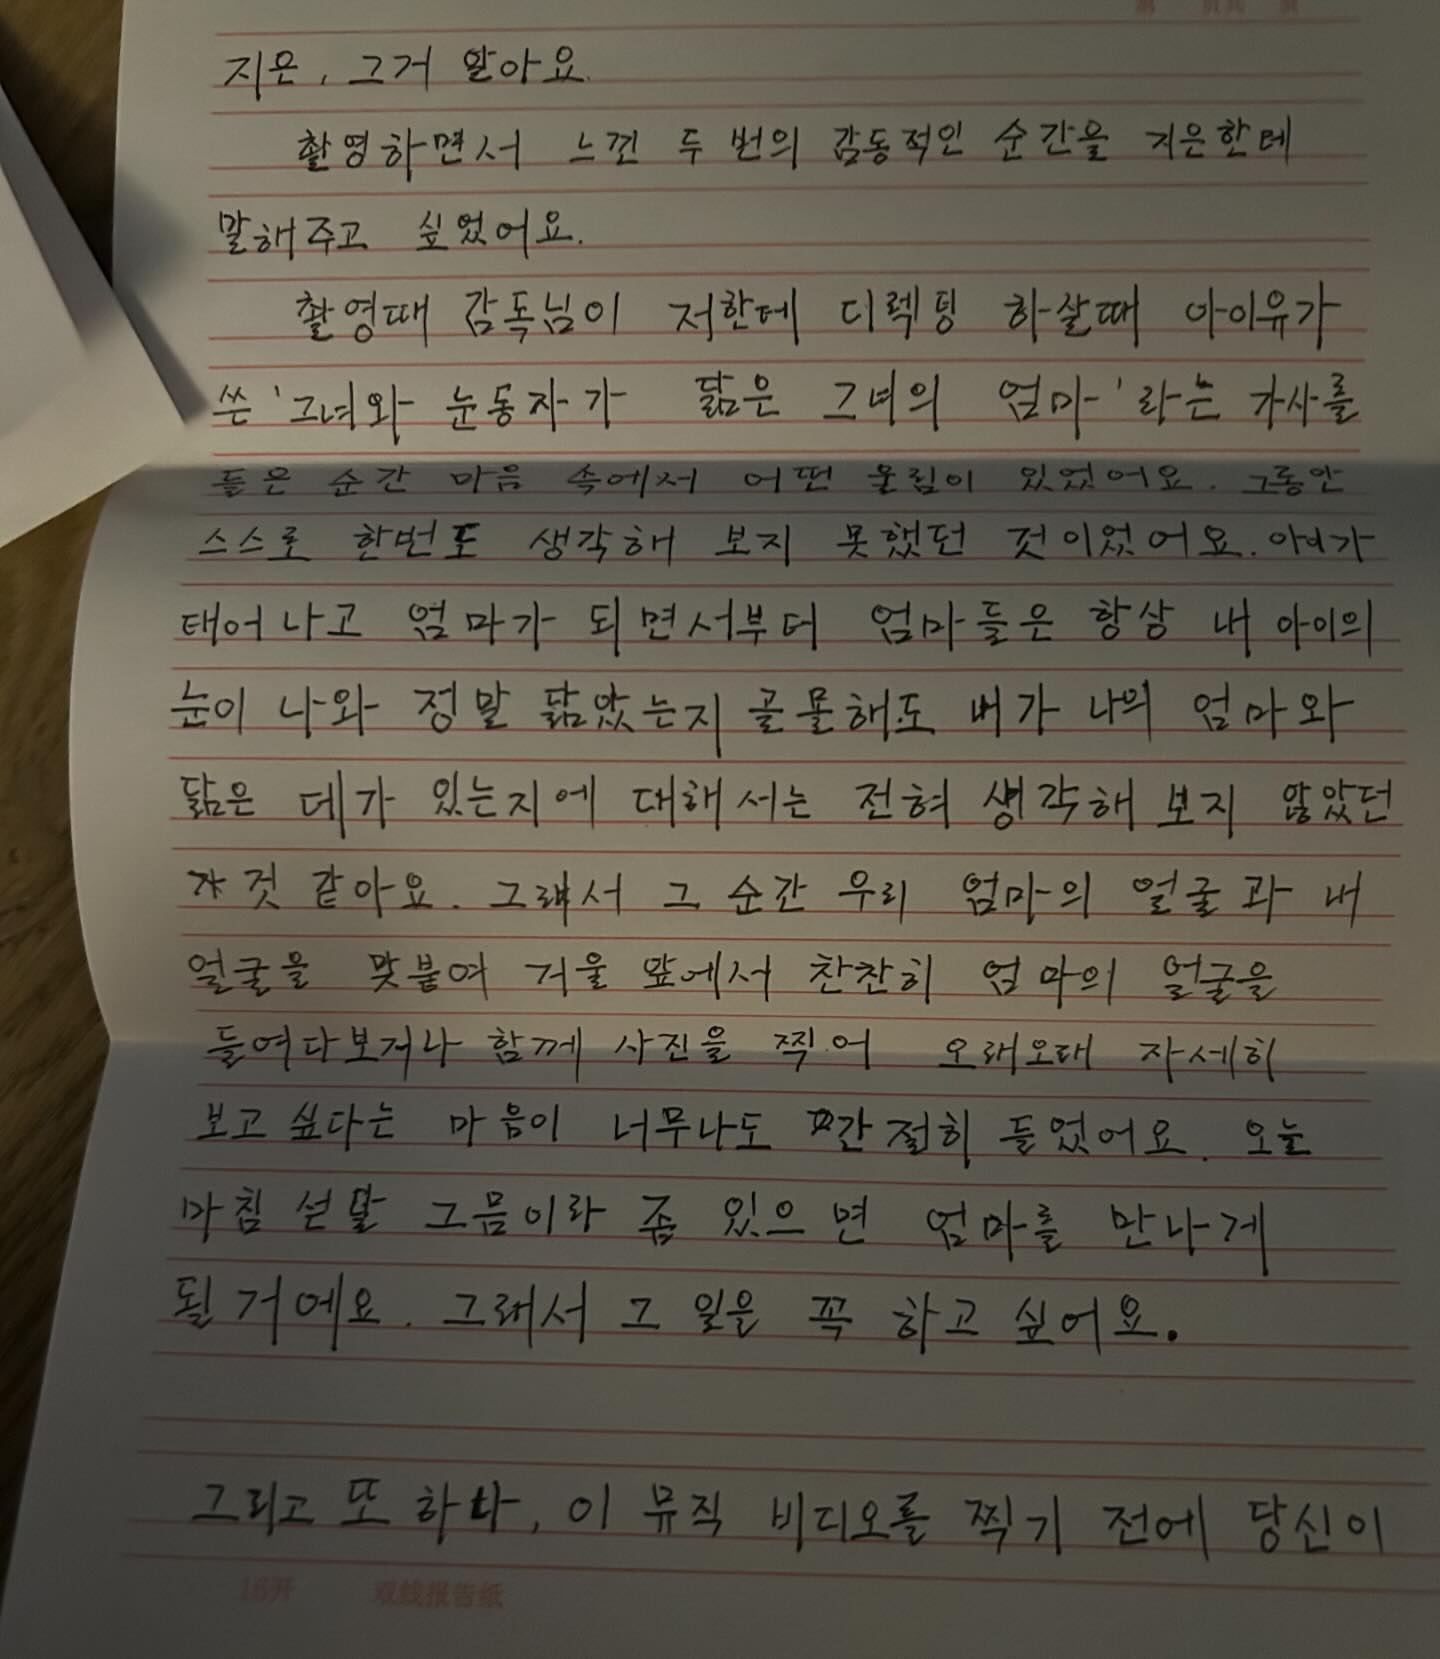 지은, 그거 알아요.
촬영하면서 느낀 두 번의 감동적인 순간을 지은한테
말해주고 싶었어요.
촬영때 감독님이 저한테 디렉팅 하살때 아이유가
쓴 '그녀와 눈동자가 닮은 그녀의 엄마'라는 가사를
들은 순간 마음 속에서 어떤 울림이 있었어요. 그동안
스스로 한번도 생각해 보지 못했던 것이었어요. 아이가
태어나고 엄마가 되면서부터 엄마들은 항상 내 아이의
눈이 나와 정말 닮았는지 골몰해도 내가 나의 엄마와
닮은 데가 있는지에 대해서는 전혀 생각해 보지 않았던
것 같아요. 그래서 그 순간 우리 엄마의 얼굴과 내
얼굴을 맞붙여 거울 앞에서 찬찬히 엄마의 얼굴을
들여다보거나 함께 사진을 찍어 오래오래 자세히
보고 싶다는 마음이 너무나도 간절히 들었어요. 오늘
마침 섣달 그믐이라 좀 있으면 엄마를 만나게
될 거에요. 그래서 그 일을 꼭 하고 싶어요.
그리고 또 하나, 이 뮤직 비디오를 찍기 전에 당신이
16开 双线报告纸